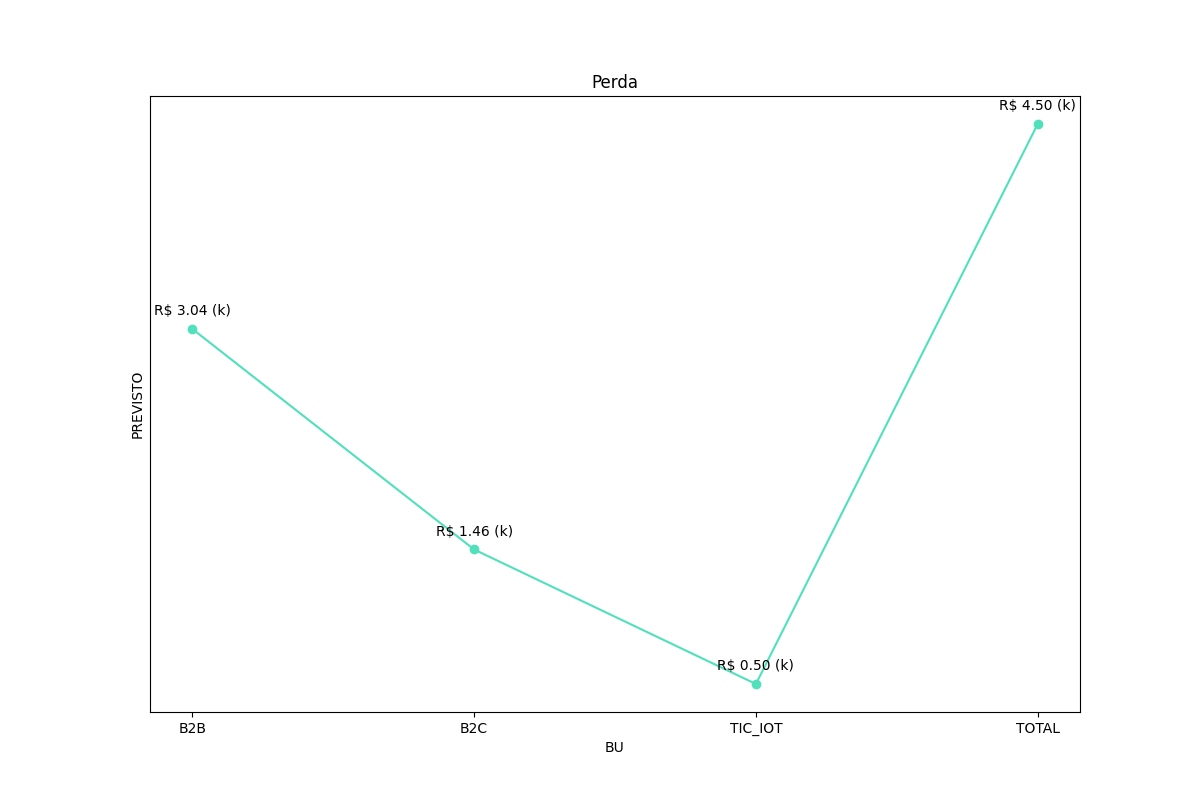 Perda
R$ 4.50 (k)
R$ 3.04 (k)
PREVISTO
R$ 1.46 (k)
R$ 0.50 (k)
B2B
B2C
TIC_IOT
TOTAL
BU